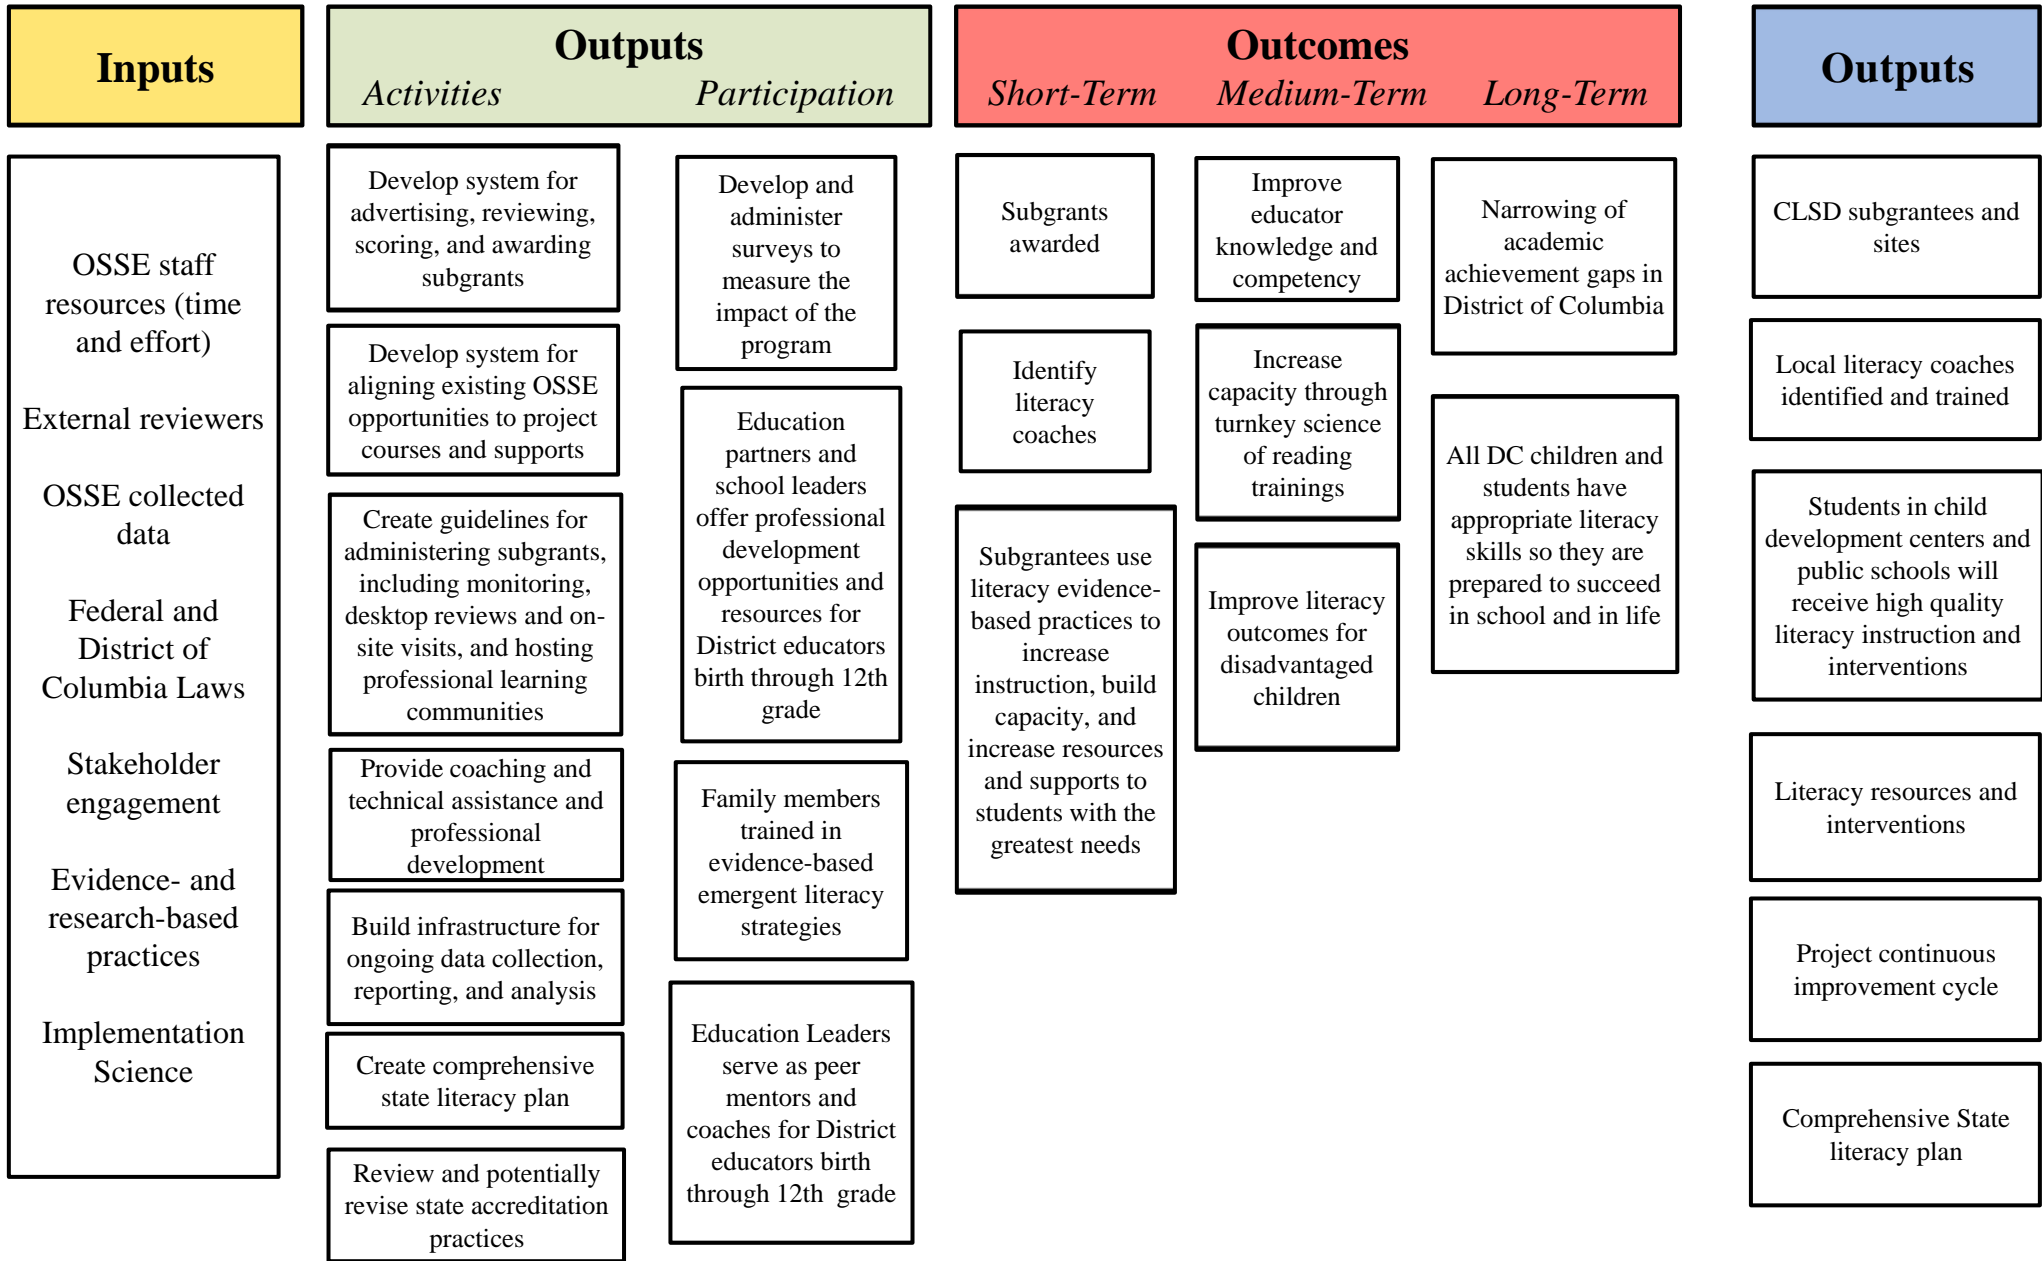 Inputs
Outputs
Activities
Participation
Outcomes
Short-Term
Medium-Term
Long-Term
Outputs
OSSE staff
resources (time
and effort)
External reviewers
OSSE collected
data
Federal and
District of
Columbia Laws
Stakeholder
engagement
Evidence- and
research-based
practices
Implementation
Science
Develop system for
advertising, reviewing,
scoring, and awarding
subgrants
Develop system for
aligning existing OSSE
opportunities to project
courses and supports
Create guidelines for
administering subgrants,
including monitoring,
desktop reviews and on-
site visits, and hosting
professional learning
communities
Provide coaching and
technical assistance and
professional
development
Build infrastructure for
ongoing data collection,
reporting, and analysis
Create comprehensive
state literacy plan
Review and potentially
revise state accreditation
practices
Develop and
administer
surveys to
measure the
impact of the
program
Education
partners and
school leaders
offer professional
development
opportunities and
resources for
District educators
birth through 12th
grade
Family members
trained in
evidence-based
emergent literacy
strategies
Education Leaders
serve as peer
mentors and
coaches for District
educators birth
through 12th grade
Subgrants
awarded
Identify
literacy
coaches
Subgrantees use
literacy evidence-
based practices to
increase
instruction, build
capacity, and
increase resources
and supports to
students with the
greatest needs
Improve
educator
knowledge and
competency
Increase
capacity through
turnkey science
of reading
trainings
Improve literacy
outcomes for
disadvantaged
children
Narrowing of
academic
achievement gaps in
District of Columbia
All DC children and
students have
appropriate literacy
skills so they are
prepared to succeed
in school and in life
CLSD subgrantees and
sites
Local literacy coaches
identified and trained
Students in child
development centers and
public schools will
receive high quality
literacy instruction and
interventions
Literacy resources and
interventions
Project continuous
improvement cycle
Comprehensive State
literacy plan